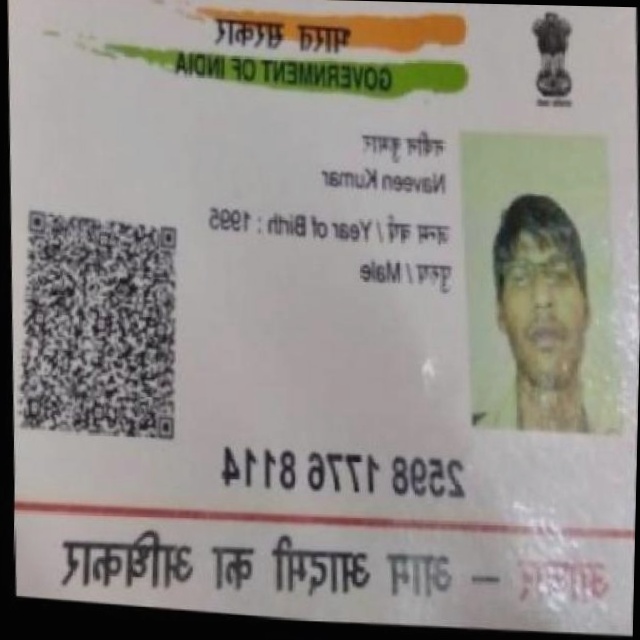 भारत सरकार
GOVERNMENT OF INDIA
नवीन कुमार
Naveen Kumar
जन्म वर्ष / Year of Birth : 1995
पुरुष / Male
2598 1776 8114
आधार – आम आदमी का अधिकार